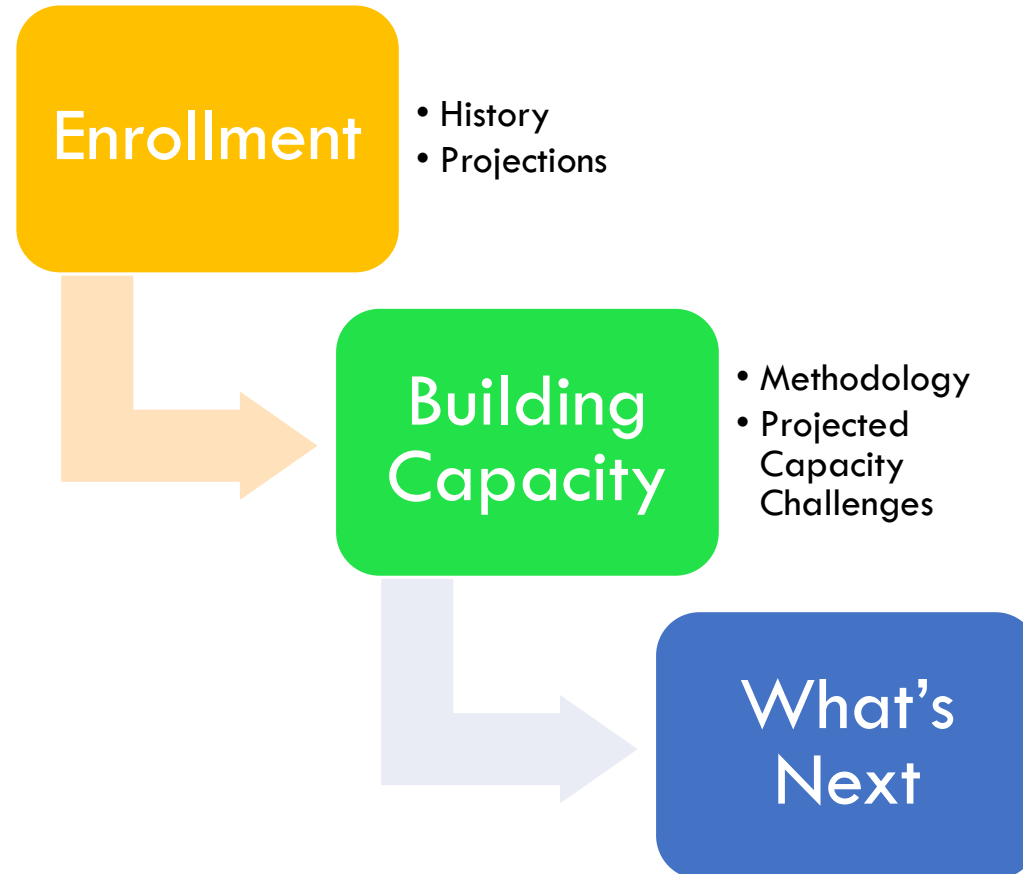 Enrollment
• History
• Projections
Building
Capacity
• Methodology
• Projected
Capacity
Challenges
What’s
Next